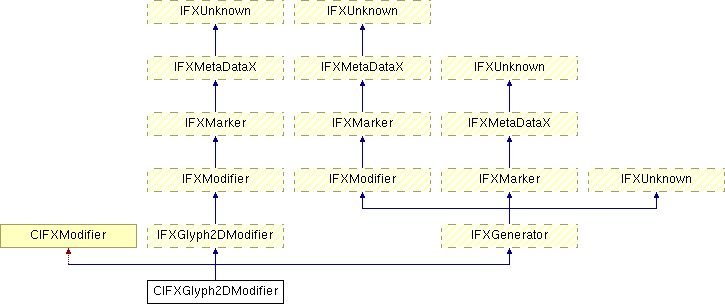 IFXUnknown IFXUnknown
IFXMetaDataX IFXMetaDataX IFXUnknown
IFXMarker IFXMarker IFXMetaDataX
IFXModifier IFXModifier IFXMarker IFXUnknown
CIFXModifier IFXGlyph2DModifier IFXGenerator
CIFXGlyph2DModifier